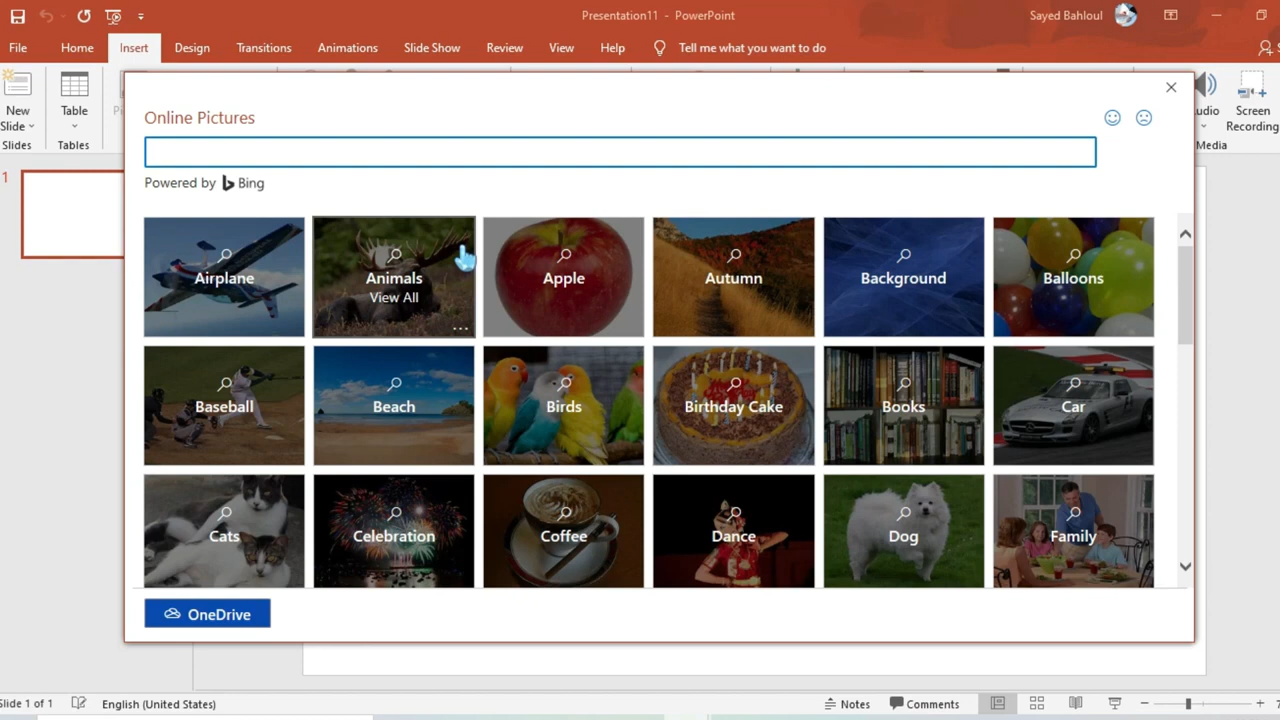 Presentation11 - PowerPoint
Sayed Bahloul
File Home Insert Design Transitions Animations Slide Show Review View Help Tell me what you want to do
New
Slide
Slides
Table
Tables
Screen
Recording
Media
1
Online Pictures
Powered by Bing
Airplane
Animals
View All
Apple
Autumn
Background
Balloons
Baseball
Beach
Birds
Birthday Cake
Books
Car
Cats
Celebration
Coffee
Dance
Dog
Family
OneDrive
Slide 1 of 1 English (United States) Notes Comments